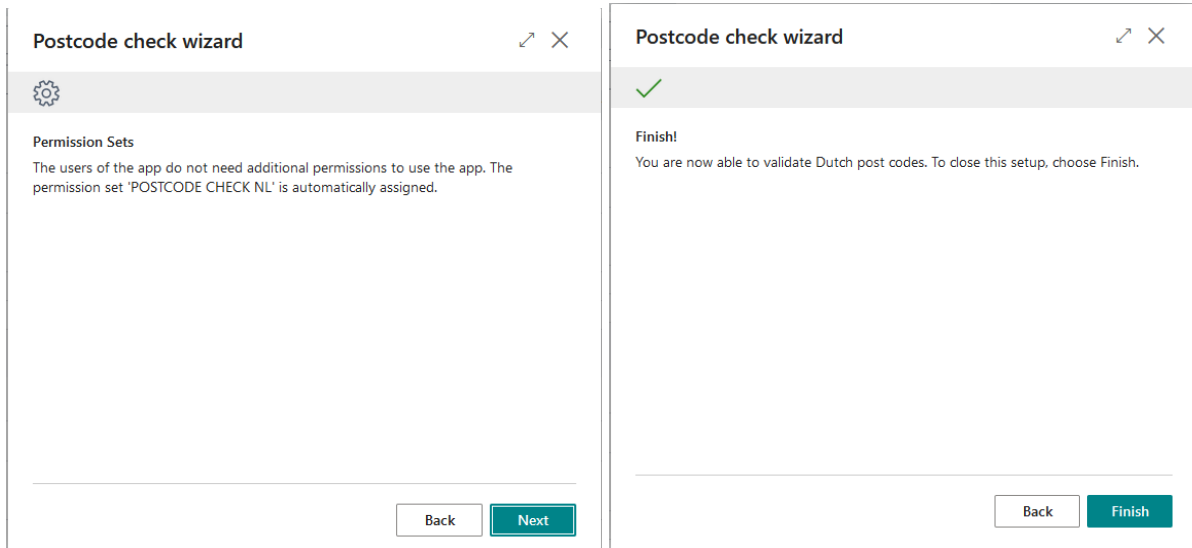 Postcode check wizard
Permission Sets
The users of the app do not need additional permissions to use the app. The
permission set 'POSTCODE CHECK NL' is automatically assigned.
Back
Next
Postcode check wizard
Finish!
You are now able to validate Dutch post codes. To close this setup, choose Finish.
Back
Finish